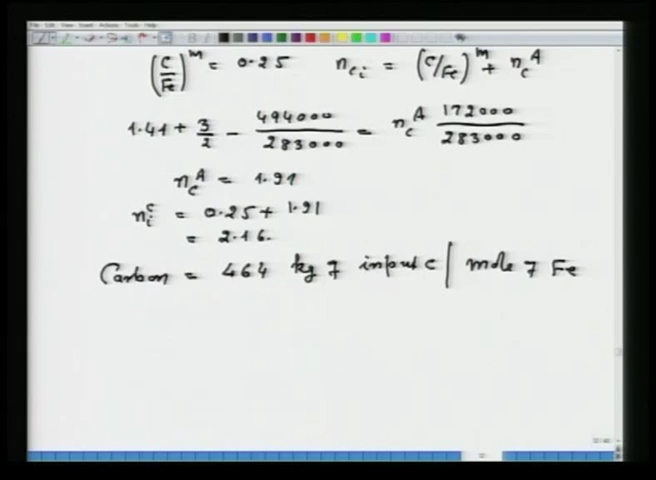 (C/Fe)^m = 0.25 n_ci = (C/Fe)^m + n_c^A
1.41 + 3/2 - 494000/283000 = n_c^A 172000/283000
n_c^A = 1.91
n_i^c = 0.25 + 1.91
= 2.16.
Carbon = 464 kg of input C | mole of Fe